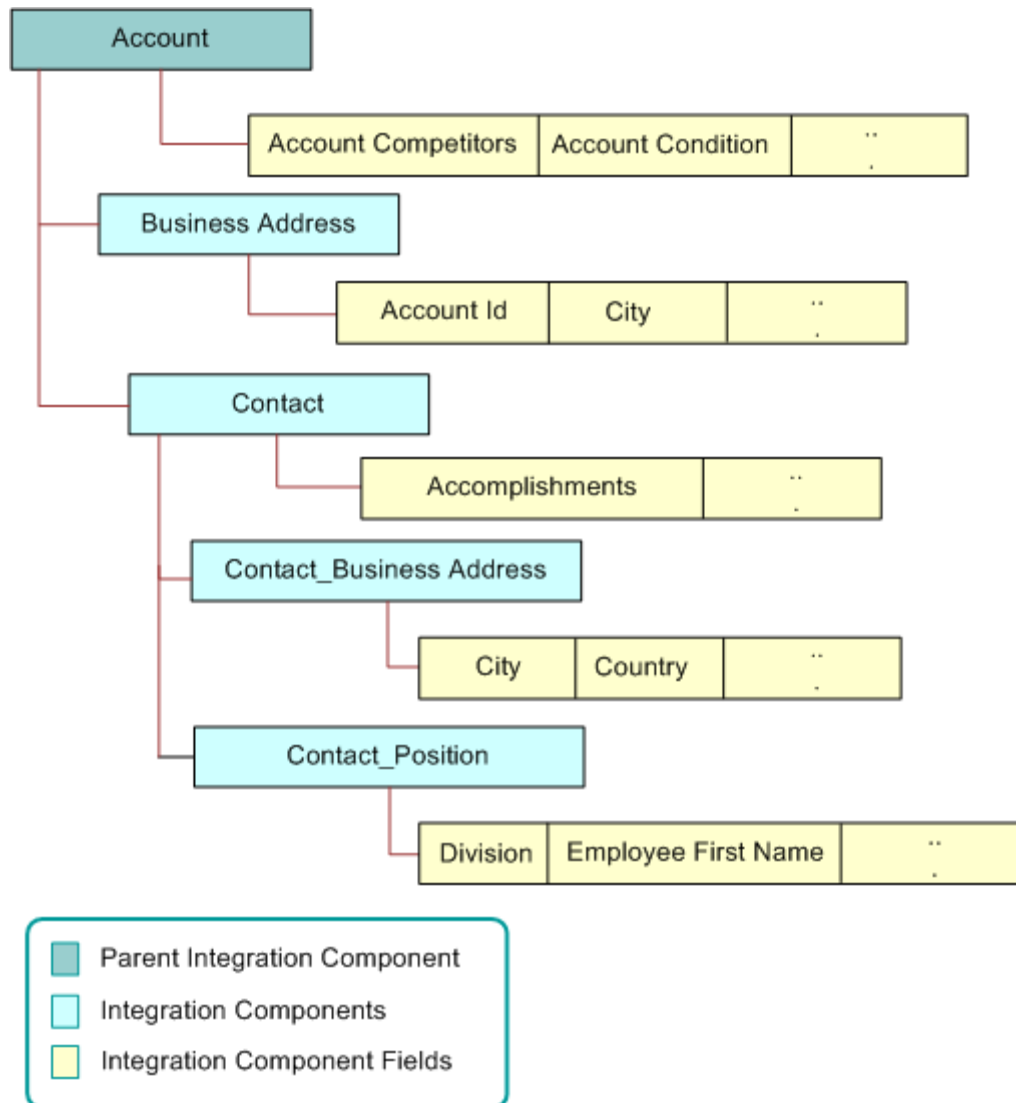 Account
Account Competitors Account Condition ...
Business Address
Account Id City ...
Contact
Accomplishments ...
Contact_Business Address
City Country ...
Contact_Position
Division Employee First Name ...
Parent Integration Component
Integration Components
Integration Component Fields